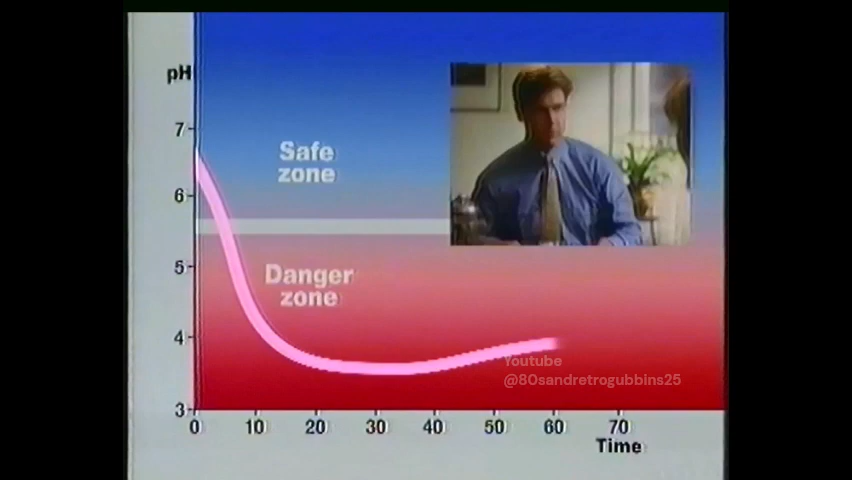 pH
7
Safe
zone
6
5
Danger
zone
4
Youtube
@80sandretrogubbins25
3
0 10 20 30 40 50 60 70
Time